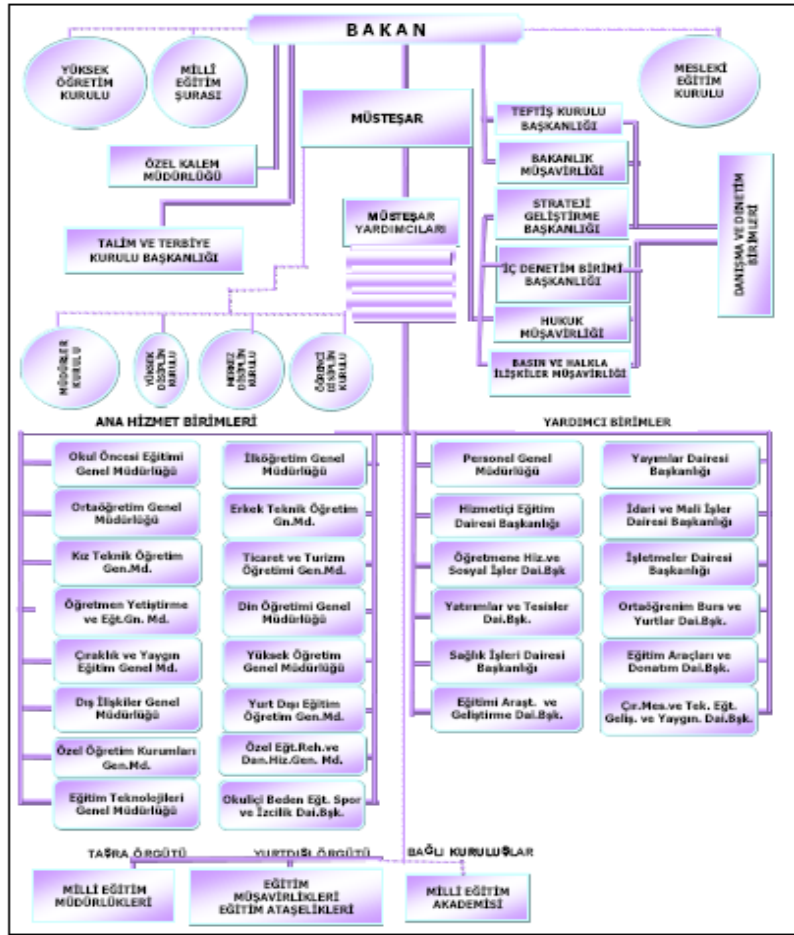 BAKAN
YÜKSEK
ÖĞRETİM
KURULU
MİLLÎ
EĞİTİM
ŞURASI
MESLEKİ
EĞİTİM
KURULU
MÜSTEŞAR
TEFTİŞ KURULU
BAŞKANLIĞI
ÖZEL KALEM
MÜDÜRLÜĞÜ
BAKANLIK
MÜŞAVİRLİĞİ
MÜSTEŞAR
YARDIMCILARI
STRATEJİ
GELİŞTİRME
BAŞKANLIĞI
DANIŞMA VE DENETİM
BİRİMLERİ
TALİM VE TERBİYE
KURULU BAŞKANLIĞI
İÇ DENETİM BİRİMİ
BAŞKANLIĞI
HUKUK
MÜŞAVİRLİĞİ
BASIN VE HALKLA
İLİŞKİLER MÜŞAVİRLİĞİ
MÜDÜRLER
KURULU
YÜKSEK
DİSİPLİN
KURULU
MERKEZ
DİSİPLİN
KURULU
ÖĞRENCİ
DİSİPLİN
KURULU
ANA HİZMET BİRİMLERİ
YARDIMCI BİRİMLER
Okul Öncesi Eğitimi
Genel Müdürlüğü
İlköğretim Genel
Müdürlüğü
Personel Genel
Müdürlüğü
Yayımlar Dairesi
Başkanlığı
Ortaöğretim Genel
Müdürlüğü
Erkek Teknik Öğretim
Gn.Md.
Hizmetiçi Eğitim
Dairesi Başkanlığı
İdari ve Mali İşler
Dairesi Başkanlığı
Kız Teknik Öğretim
Gen.Md.
Ticaret ve Turizm
Öğretimi Gen.Md.
Öğretmene Hiz.ve
Sosyal İşler Dai.Bşk
İşletmeler Dairesi
Başkanlığı
Öğretmen Yetiştirme
ve Eğt.Gn. Md.
Din Öğretimi Genel
Müdürlüğü
Yatırımlar ve Tesisler
Dai.Bşk.
Ortaöğrenim Burs ve
Yurtlar Dai.Bşk.
Çıraklık ve Yaygın
Eğitim Genel Md.
Yüksek Öğretim
Genel Müdürlüğü
Sağlık İşleri Dairesi
Başkanlığı
Eğitim Araçları ve
Donatım Dai.Bşk.
Dış İlişkiler Genel
Müdürlüğü
Yurt Dışı Eğitim
Öğretim Gen.Md.
Eğitimi Araşt. ve
Geliştirme Dai.Bşk.
Çır.Mes.ve Tek. Eğt.
Geliş. ve Yaygın. Dai.Bşk.
Özel Öğretim Kurumları
Gen.Md.
Özel Eğt.Reh.ve
Dan.Hiz.Gen. Md.
Eğitim Teknolojileri
Genel Müdürlüğü
Okuliçi Beden Eğt. Spor
ve İzcilik Dai.Bşk.
TAŞRA ÖRGÜTÜ
YURTDIŞI ÖRGÜTÜ
BAĞLI KURULUŞLAR
MİLLİ EĞİTİM
MÜDÜRLÜKLERİ
EĞİTİM
MÜŞAVİRLİKLERİ
EĞİTİM ATAŞELİKLERİ
MİLLİ EĞİTİM
AKADEMİSİ